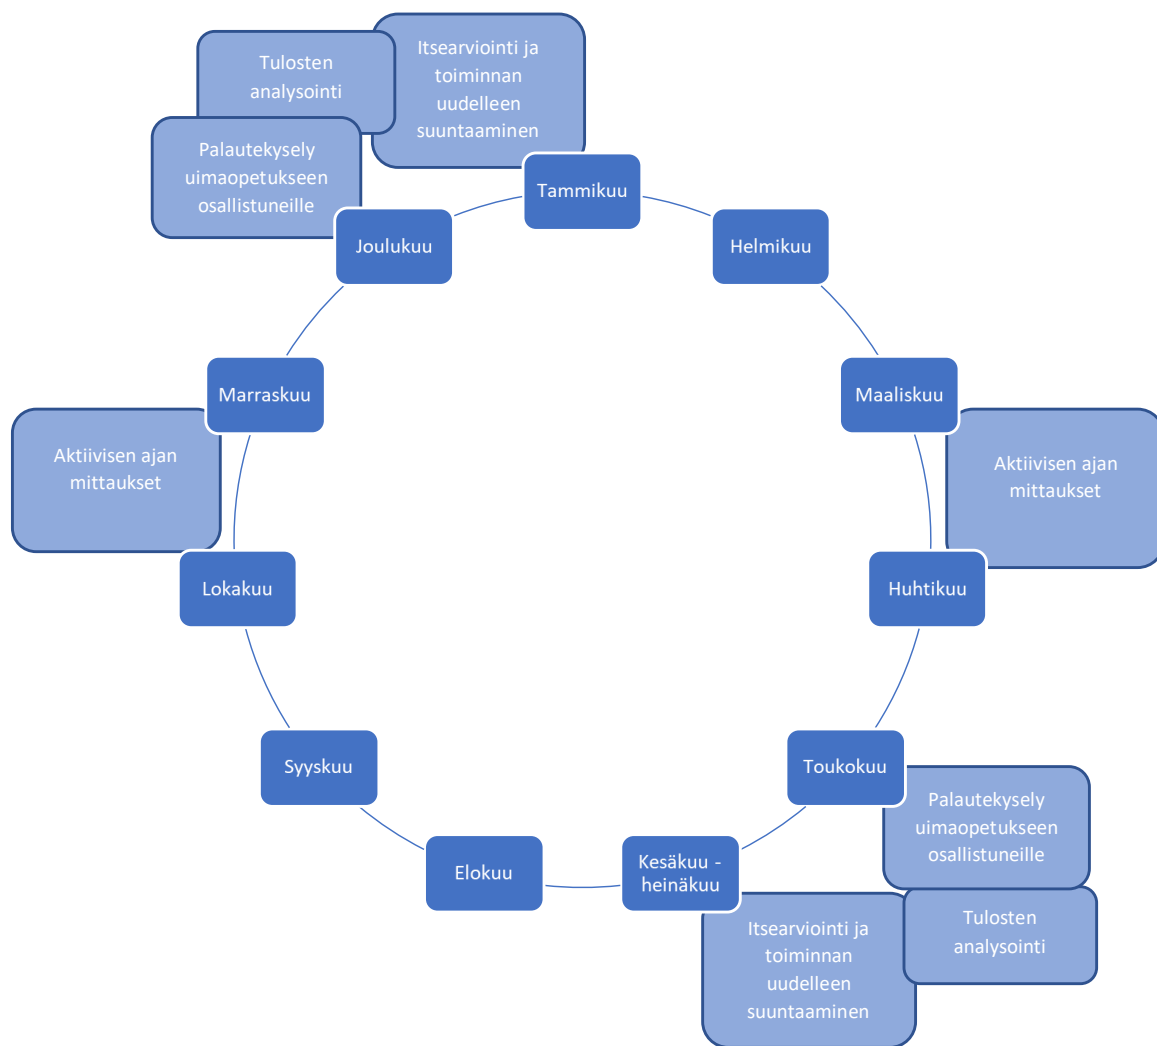 Itsearviointi ja
toiminnan
uudelleen
suuntaaminen
Tulosten
analysointi
Palautekysely
uimaopetukseen
osallistuneille
Tammikuu
Joulukuu
Helmikuu
Marraskuu
Maaliskuu
Aktiivisen ajan
mittaukset
Aktiivisen ajan
mittaukset
Lokakuu
Huhtikuu
Syyskuu
Toukokuu
Palautekysely
uimaopetukseen
osallistuneille
Elokuu
Kesäkuu -
heinäkuu
Tulosten
analysointi
Itsearviointi ja
toiminnan
uudelleen
suuntaaminen